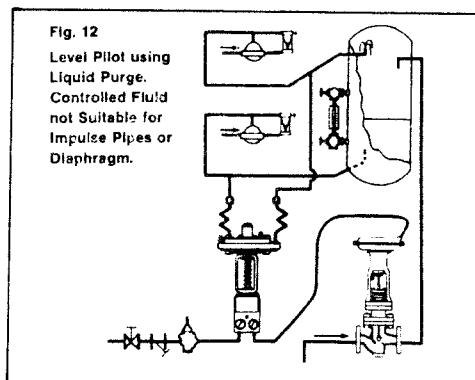 Fig. 12
Level Pilot using
Liquid Purge.
Controlled Fluid
not Suitable for
Impulse Pipes or
Diaphragm.